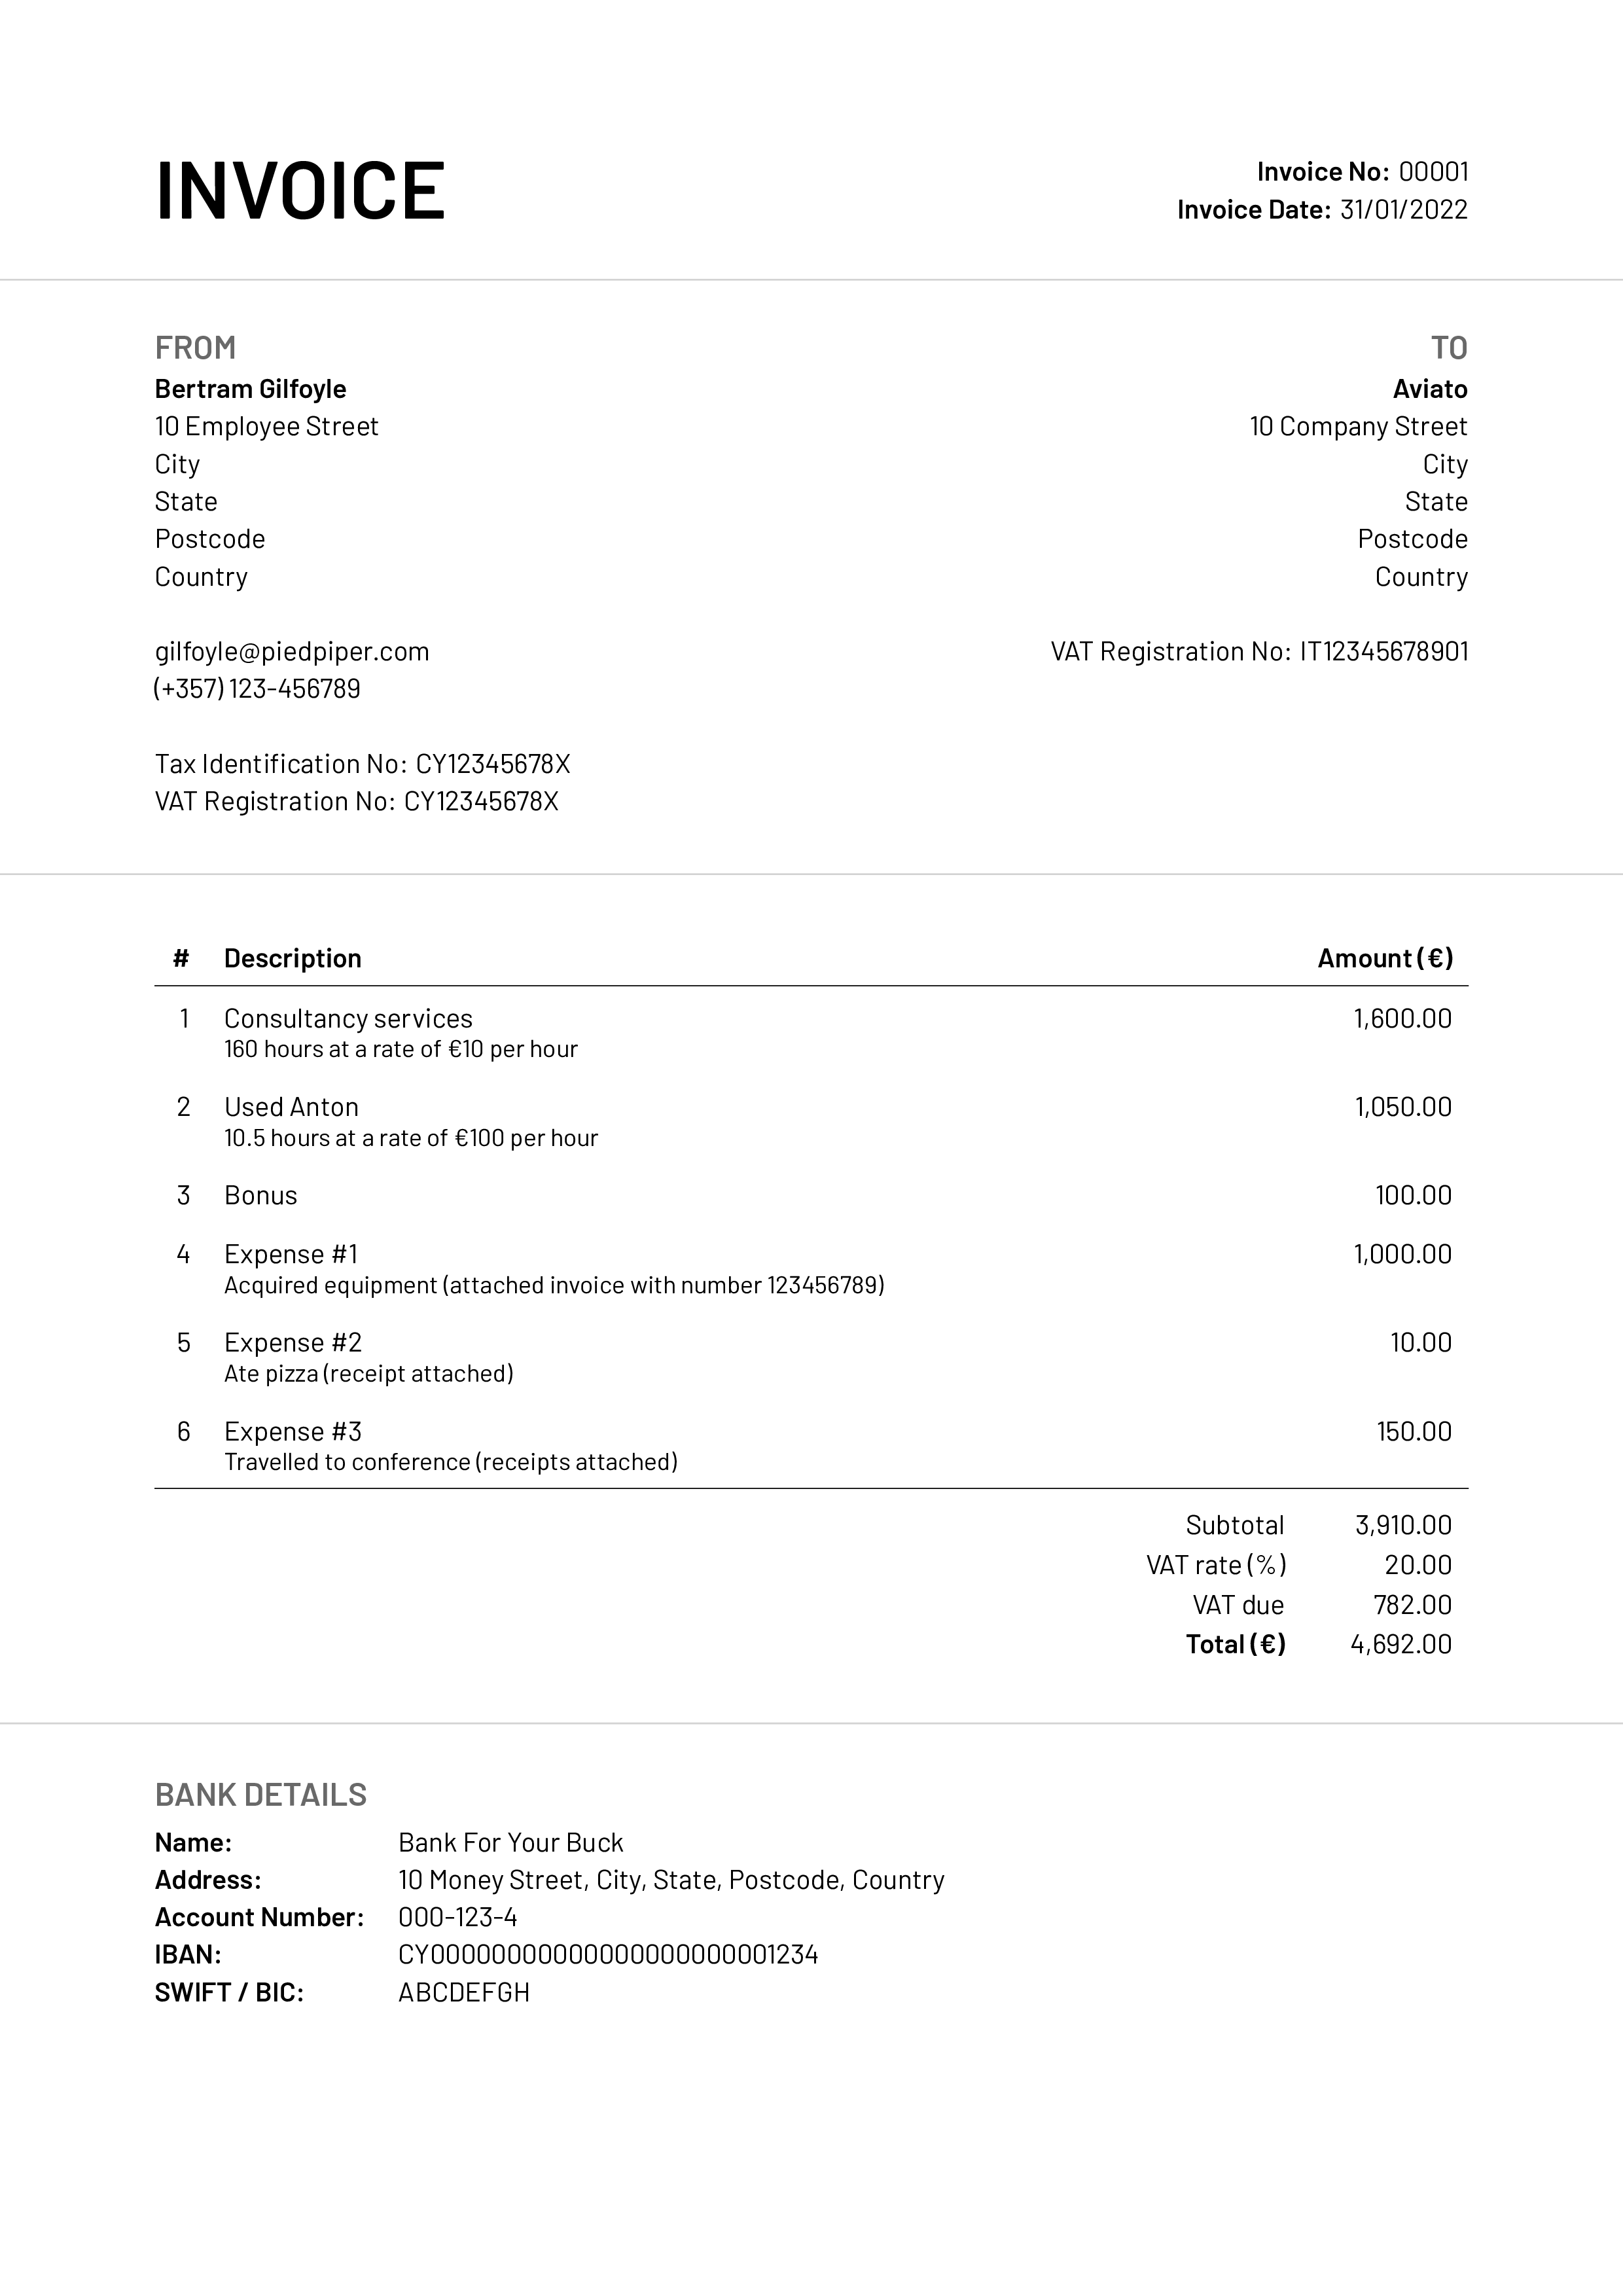 INVOICE
Invoice No: 00001
Invoice Date: 31/01/2022
FROM
Bertram Gilfoyle
10 Employee Street
City
State
Postcode
Country
gilfoyle@piedpiper.com
(+357) 123-456789
Tax Identification No: CY12345678X
VAT Registration No: CY12345678X
TO
Aviato
10 Company Street
City
State
Postcode
Country
VAT Registration No: IT12345678901
# Description Amount (€)
1 Consultancy services 1,600.00
160 hours at a rate of €10 per hour
2 Used Anton 1,050.00
10.5 hours at a rate of €100 per hour
3 Bonus 100.00
4 Expense #1 1,000.00
Acquired equipment (attached invoice with number 123456789)
5 Expense #2 10.00
Ate pizza (receipt attached)
6 Expense #3 150.00
Travelled to conference (receipts attached)
Subtotal 3,910.00
VAT rate (%) 20.00
VAT due 782.00
Total (€) 4,692.00
BANK DETAILS
Name: Bank For Your Buck
Address: 10 Money Street, City, State, Postcode, Country
Account Number: 000-123-4
IBAN: CY00000000000000000000001234
SWIFT / BIC: ABCDEFGH